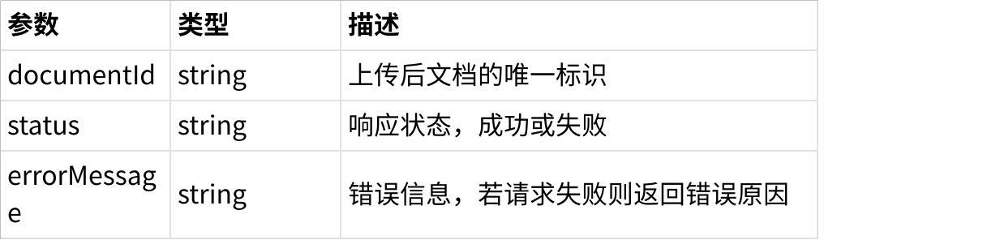 参数 类型 描述
documentId string 上传后文档的唯一标识
status string 响应状态，成功或失败
errorMessag
e string 错误信息，若请求失败则返回错误原因